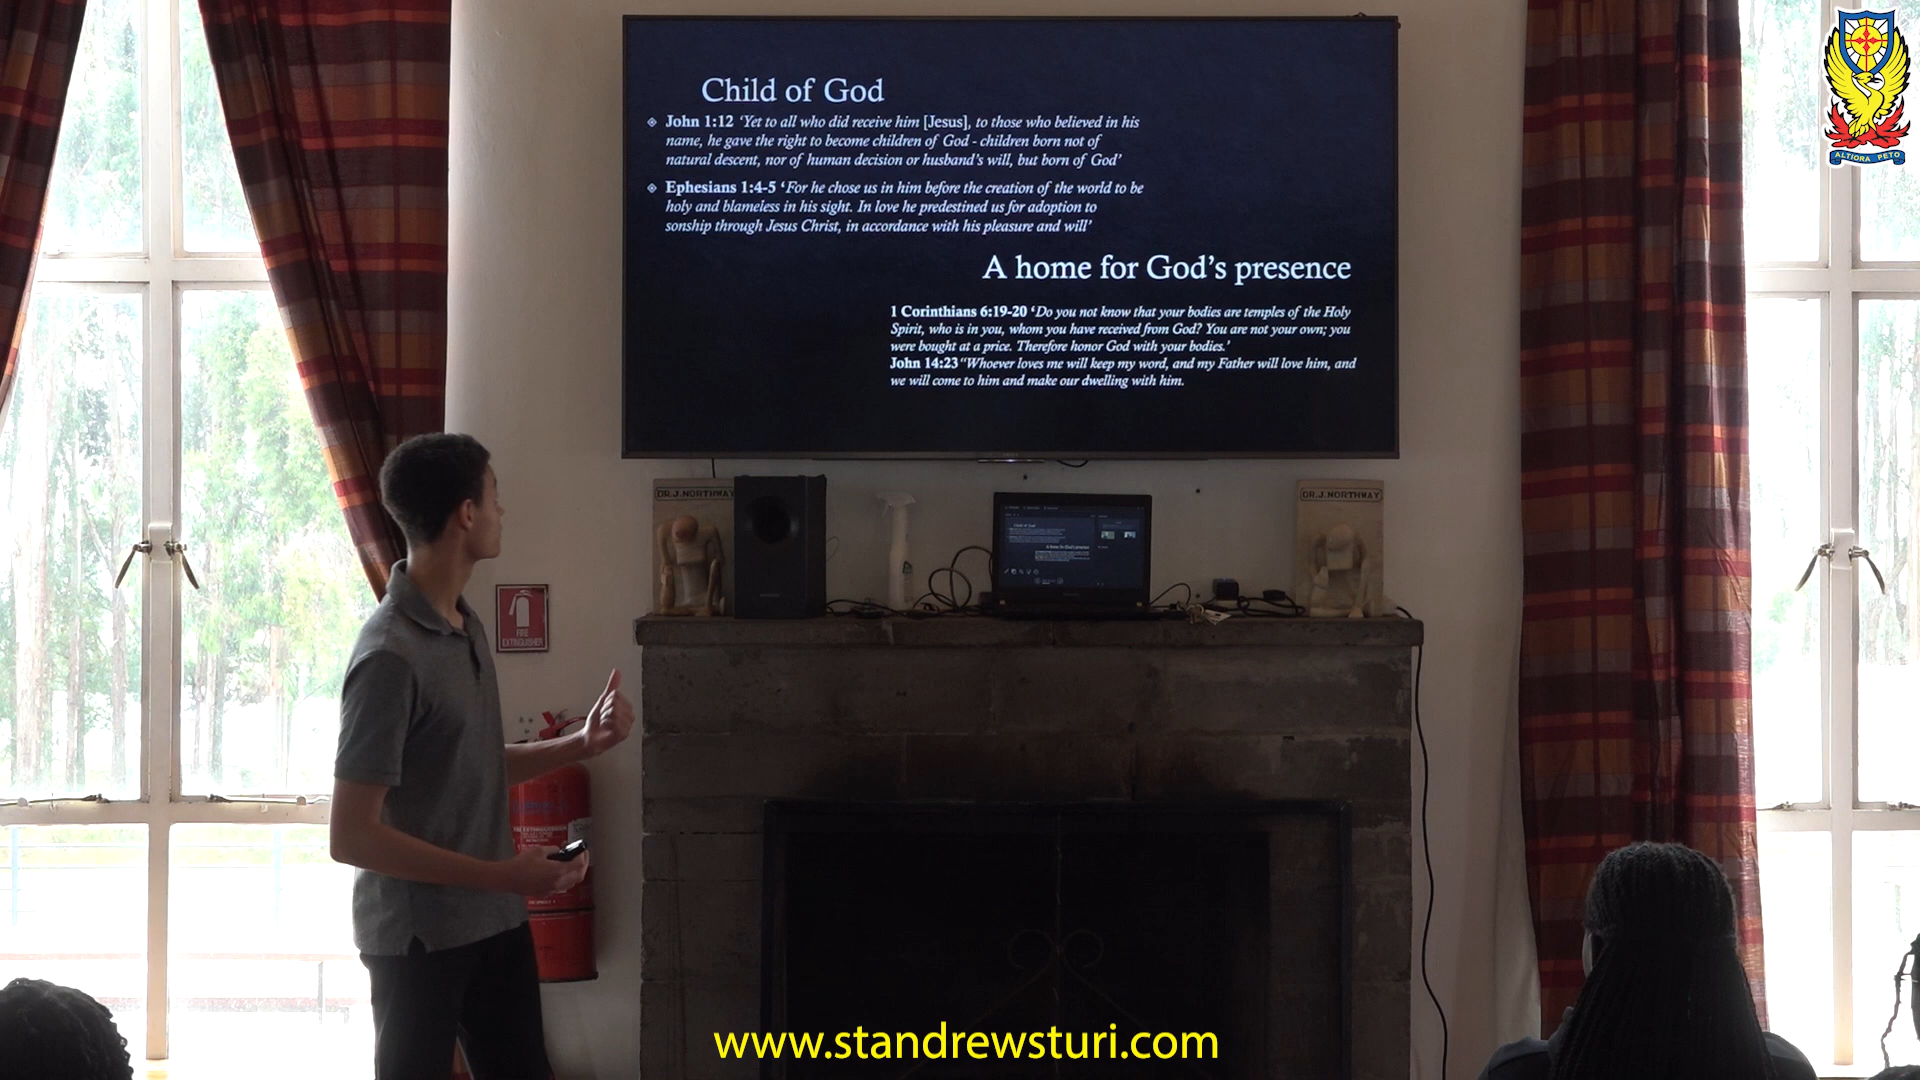 Child of God
John 1:12 ‘Yet to all who did receive him [Jesus], to those who believed in his
name, he gave the right to become children of God - children born not of
natural descent, nor of human decision or husband’s will, but born of God’
Ephesians 1:4-5 ‘For he chose us in him before the creation of the world to be
holy and blameless in his sight. In love he predestined us for adoption to
sonship through Jesus Christ, in accordance with his pleasure and will’
A home for God’s presence
1 Corinthians 6:19-20 ‘Do you not know that your bodies are temples of the Holy
Spirit, who is in you, whom you have received from God? You are not your own; you
were bought at a price. Therefore honor God with your bodies.’
John 14:23 “Whoever loves me will keep my word, and my Father will love him, and
we will come to him and make our dwelling with him.
ALTIORA PETO
DR.J.NORTHWAY
DR.J.NORTHWAY
Child of God
A home for God's presence
FIRE
EXTINGUISHER
www.standrewsturi.com